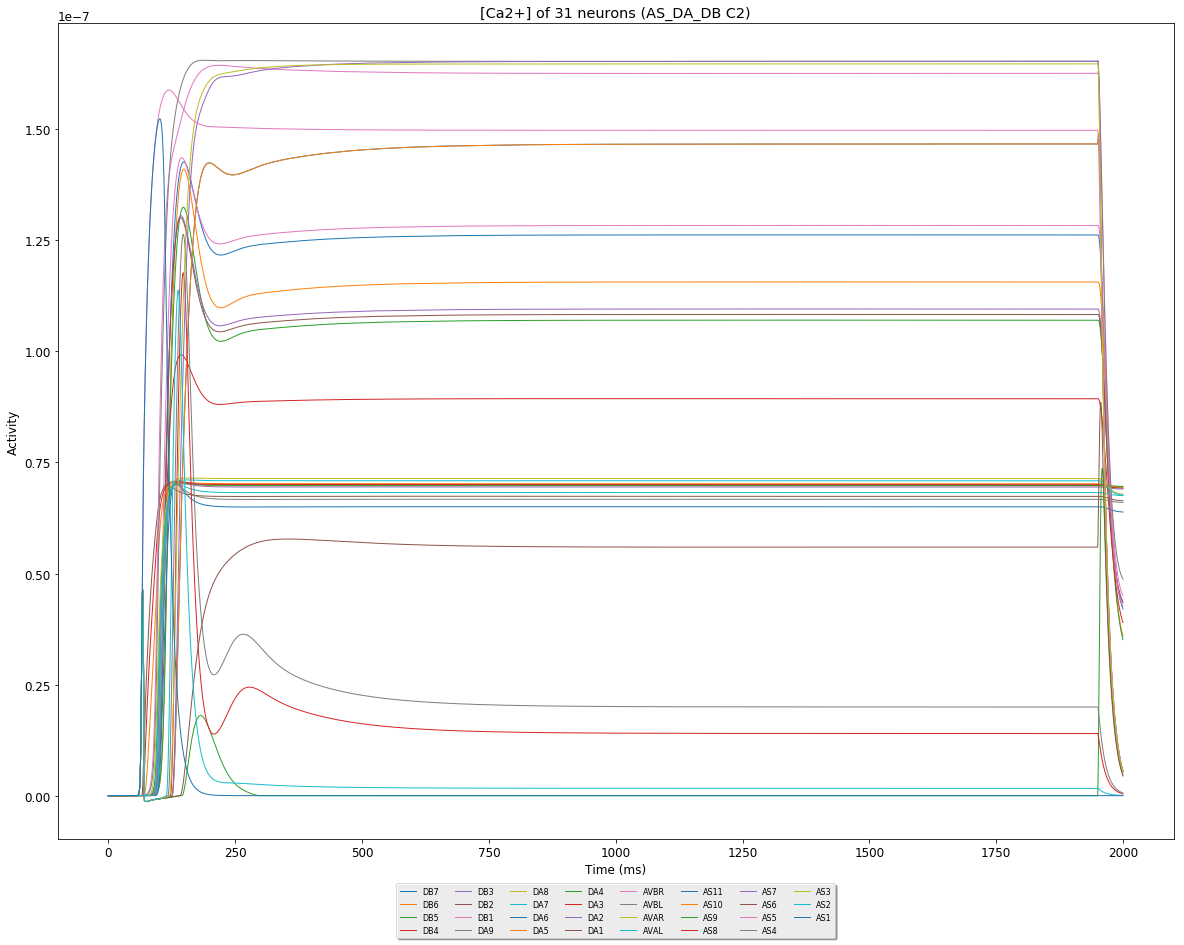 [Ca2+] of 31 neurons (AS_DA_DB C2)
1e−7
1.50
1.25
1.00
0.75
0.50
0.25
0.00
Activity
0 250 500 750 1000 1250 1500 1750 2000
Time (ms)
DB7 DB3 DA8 DA4 AVBR AS11 AS7 AS3
DB6 DB2 DA7 DA3 AVBL AS10 AS6 AS2
DB5 DB1 DA6 DA2 AVAR AS9 AS5 AS1
DB4 DA9 DA5 DA1 AVAL AS8 AS4